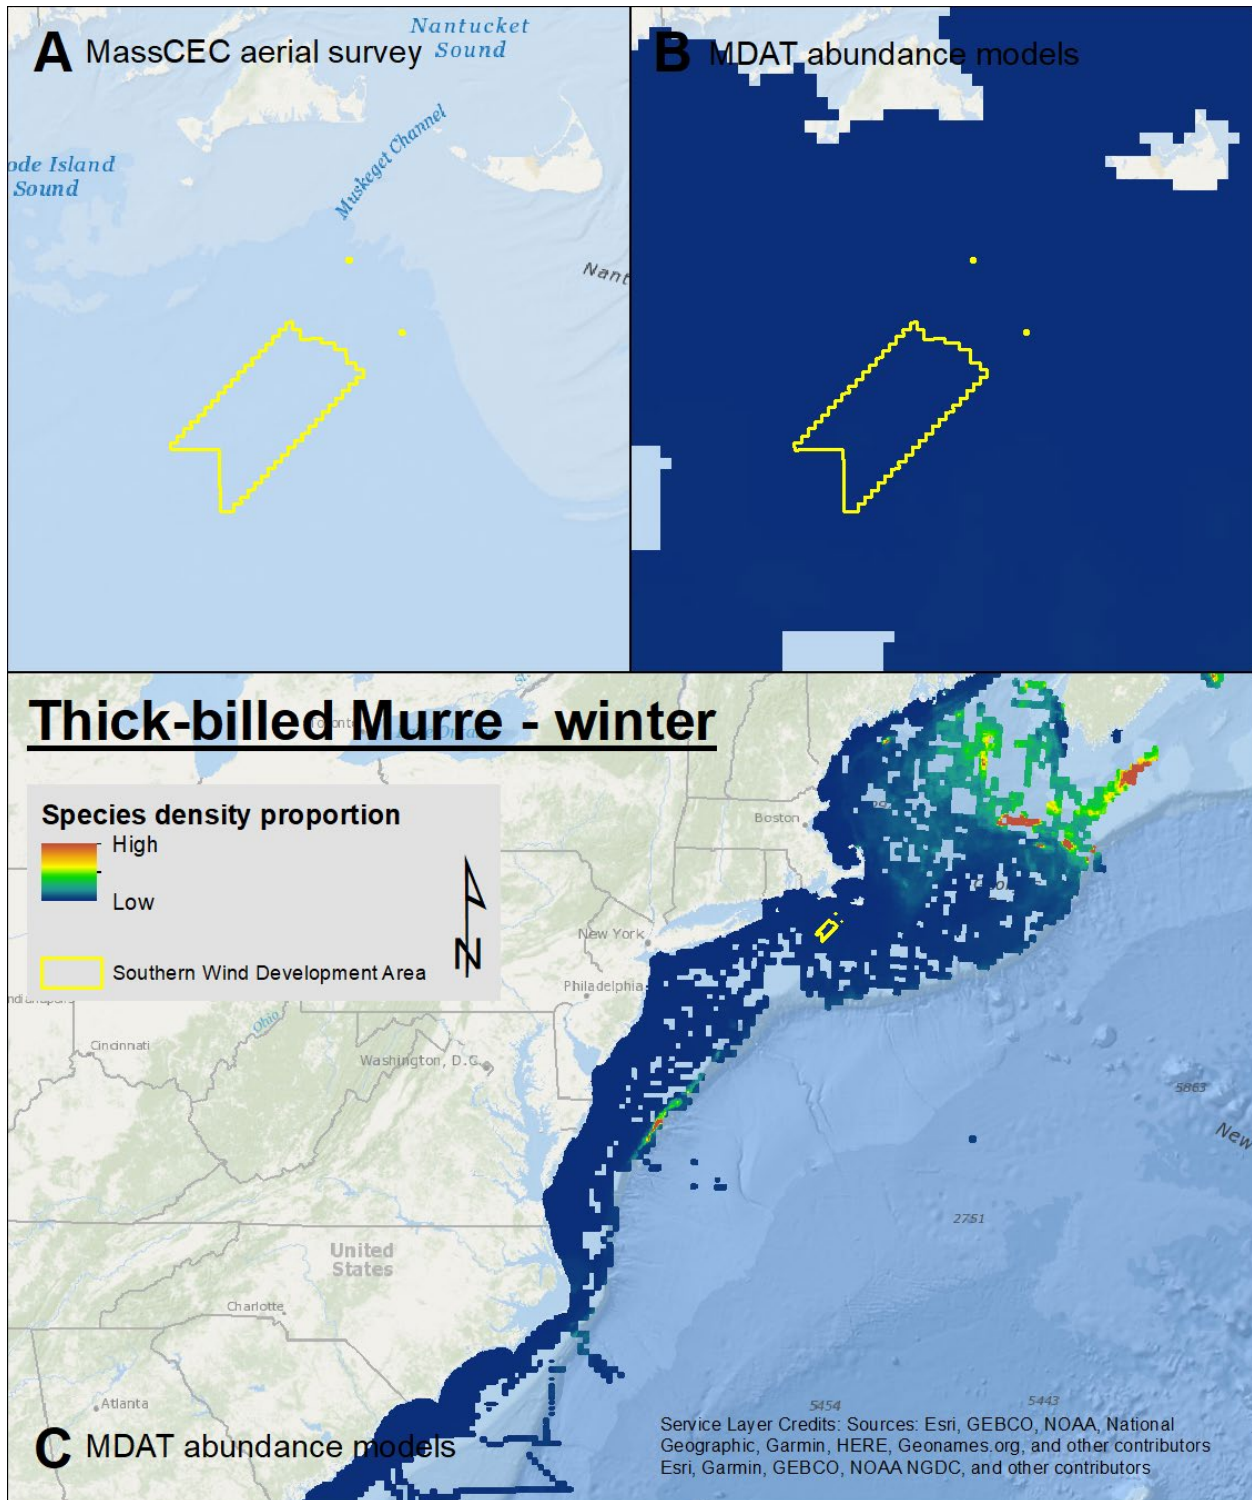 A MassCEC aerial survey
Nantucket
Sound
ode Island
Sound
Muskeget Channel
Nant
B MDAT abundance models
Thick-billed Murre - winter
Toronto
Lake Ontario
Species density proportion
High
Low
N
Southern Wind Development Area
Boston
New York
Philadelphia
Ohio
Cincinnati
Washington, D.C.
5863
New
2751
United
States
Charlotte
Atlanta
5454
5443
C MDAT abundance models
Service Layer Credits: Sources: Esri, GEBCO, NOAA, National
Geographic, Garmin, HERE, Geonames.org, and other contributors
Esri, Garmin, GEBCO, NOAA NGDC, and other contributors